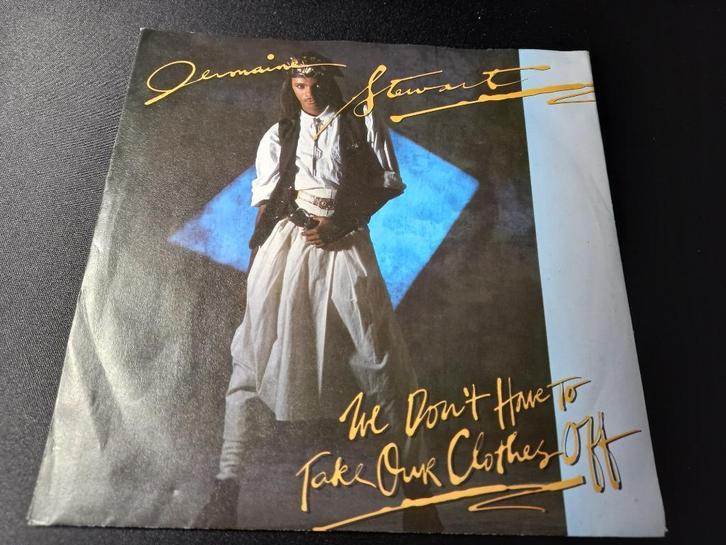 Jermaine Stewart
We Don't Have To
Take Our Clothes Off